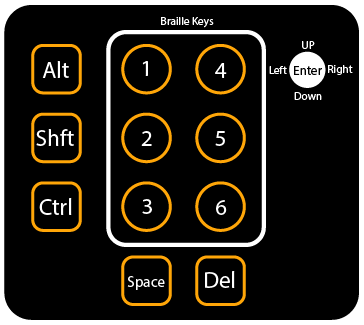 Braille Keys
Alt
1
4
UP
Left Enter Right
Down
Shft
2
5
Ctrl
3
6
Space
Del